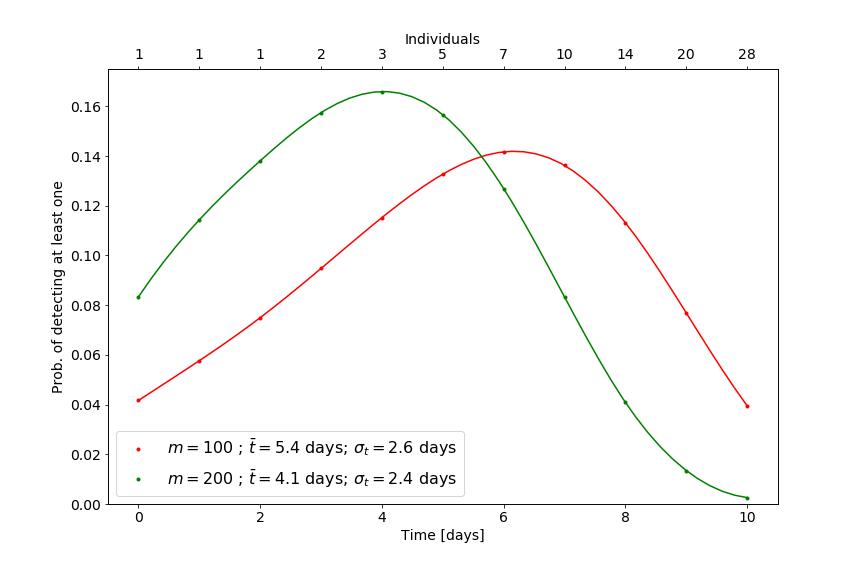 Individuals
1 1 1 2 3 5 7 10 14 20 28
Prob. of detecting at least one
0.16
0.14
0.12
0.10
0.08
0.06
0.04
0.02
0.00
m = 100 ; t̄ = 5.4 days; σₜ = 2.6 days
m = 200 ; t̄ = 4.1 days; σₜ = 2.4 days
0 2 4 6 8 10
Time [days]